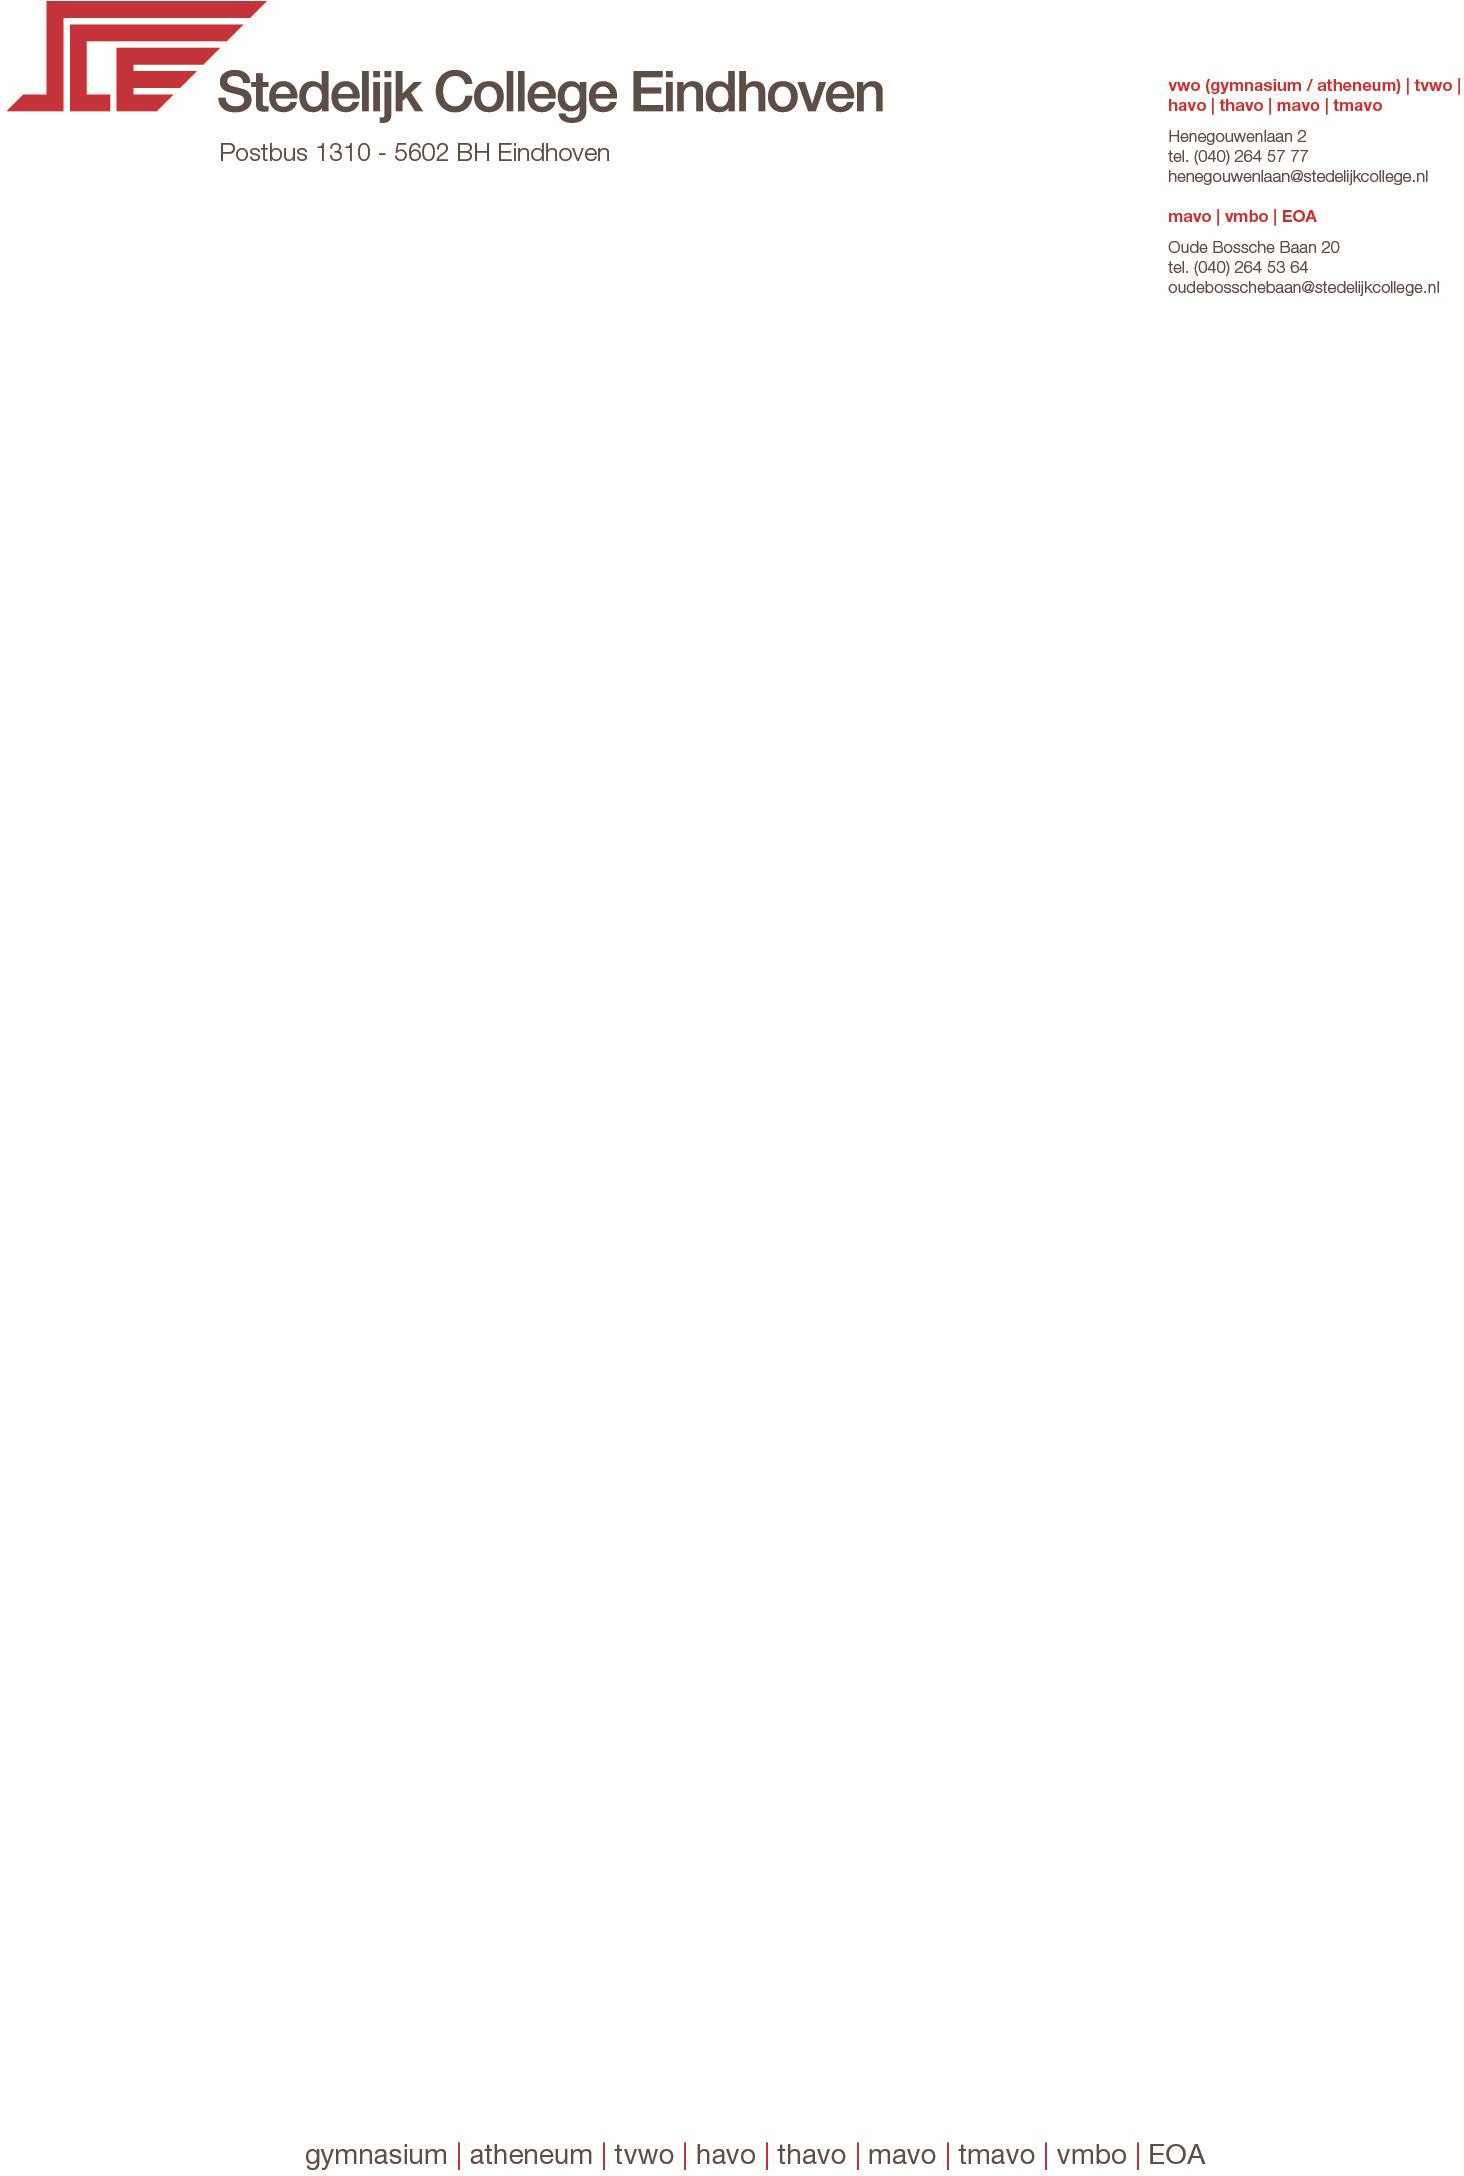 SCE
Stedelijk College Eindhoven
Postbus 1310 - 5602 BH Eindhoven
vwo (gymnasium / atheneum) | tvwo |
havo | thavo | mavo | tmavo
Henegouwenlaan 2
tel. (040) 264 57 77
henegouwenlaan@stedelijkcollege.nl
mavo | vmbo | EOA
Oude Bossche Baan 20
tel. (040) 264 53 64
oudebosschebaan@stedelijkcollege.nl
gymnasium | atheneum | tvwo | havo | thavo | mavo | tmavo | vmbo | EOA